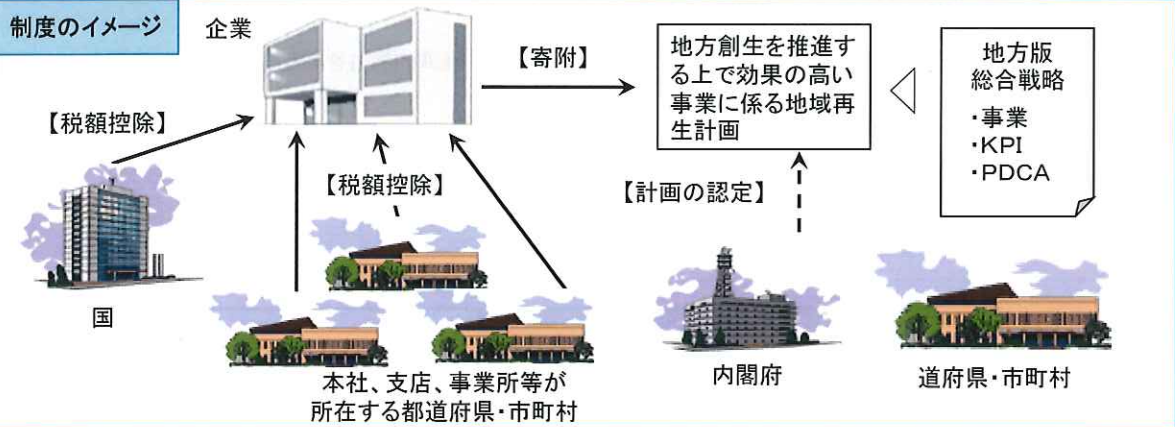 制度のイメージ
企業
【寄附】
地方創生を推進す
る上で効果の高い
事業に係る地域再
生計画
地方版
総合戦略
・事業
・KPI
・PDCA
【税額控除】
【税額控除】
【計画の認定】
国
本社、支店、事業所等が
所在する都道府県・市町村
内閣府
道府県・市町村